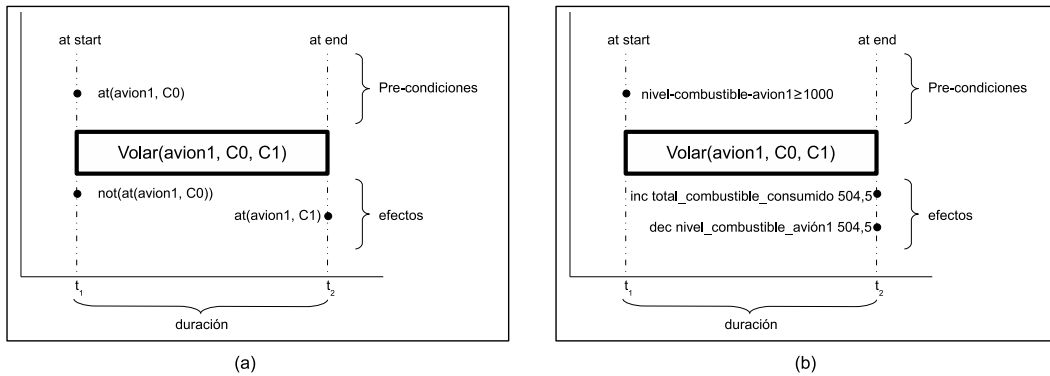 at start at end
at(avion1, C0)
Pre-condiciones
Volar(avion1, C0, C1)
not(at(avion1, C0))
at(avion1, C1)
efectos
t1 t2
duración
(a)
at start at end
nivel-combustible-avion1≥1000
Pre-condiciones
Volar(avion1, C0, C1)
inc total_combustible_consumido 504,5
efectos
dec nivel_combustible_avión1 504,5
t1 t2
duración
(b)